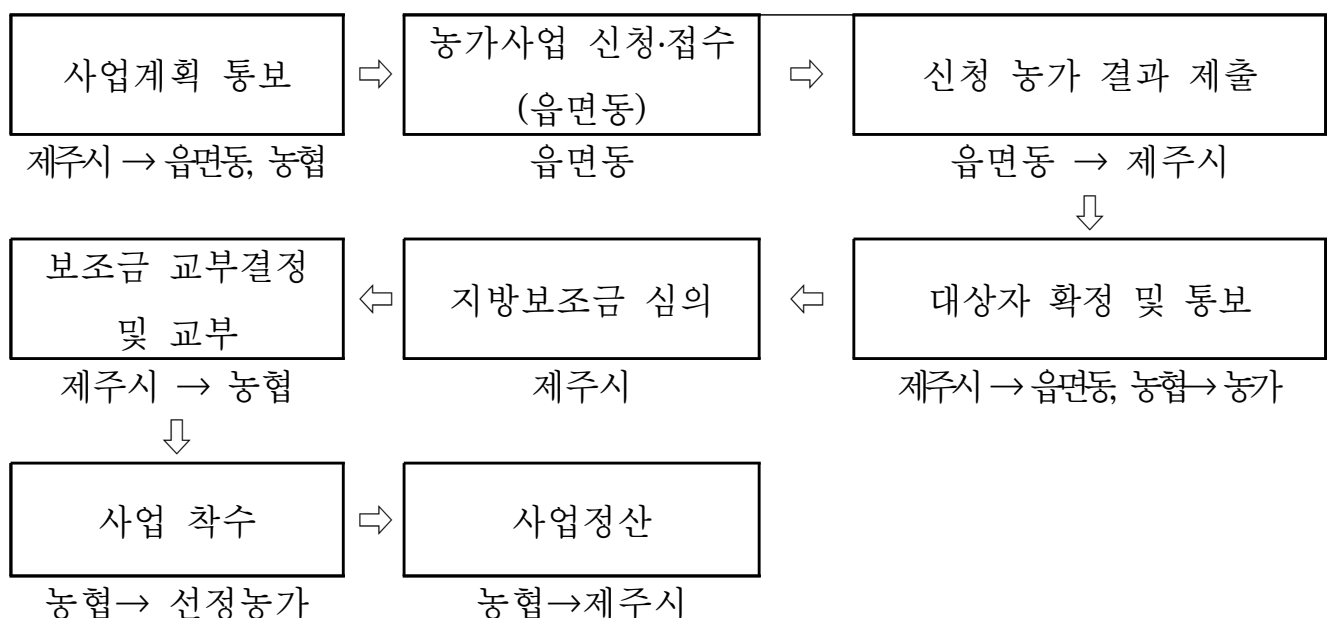 사업계획 통보
⇨
농가사업 신청·접수
(읍면동)
⇨
신청 농가 결과 제출
제주시 → 읍면동, 농협
읍면동
읍면동 → 제주시
⇩
보조금 교부결정
및 교부
⇦
지방보조금 심의
⇦
대상자 확정 및 통보
제주시 → 농협
제주시
제주시 → 읍면동, 농협→ 농가
⇩
사업 착수
⇨
사업정산
농협→ 선정농가
농협→제주시